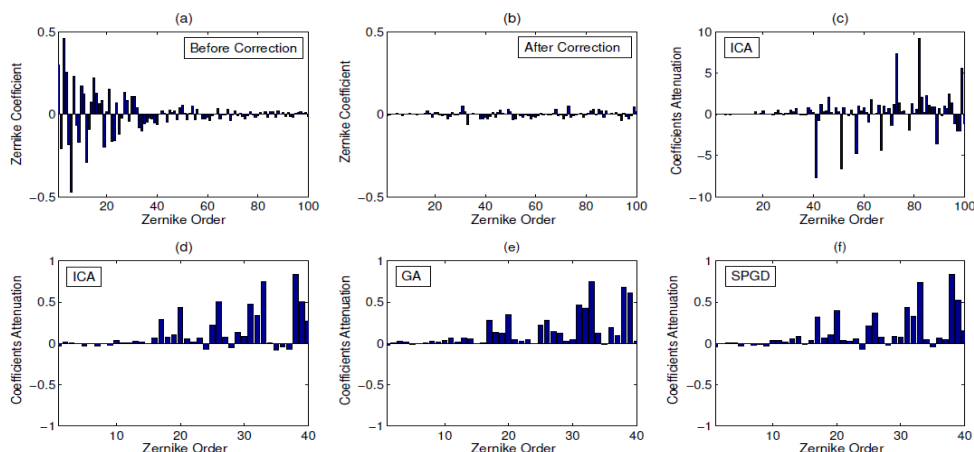 (a)
Before Correction
0.5
0
−0.5
Zernike Coefficient
20 40 60 80 100
Zernike Order
(b)
After Correction
0.5
0
−0.5
Zernike Coefficient
20 40 60 80 100
Zernike Order
(c)
ICA
10
5
0
−5
−10
Coefficients Attenuation
20 40 60 80 100
Zernike Order
(d)
ICA
1
0.5
0
−0.5
−1
Coefficients Attenuation
10 20 30 40
Zernike Order
(e)
GA
1
0.5
0
−0.5
−1
Coefficients Attenuation
10 20 30 40
Zernike Order
(f)
SPGD
1
0.5
0
−0.5
−1
Coefficients Attenuation
10 20 30 40
Zernike Order